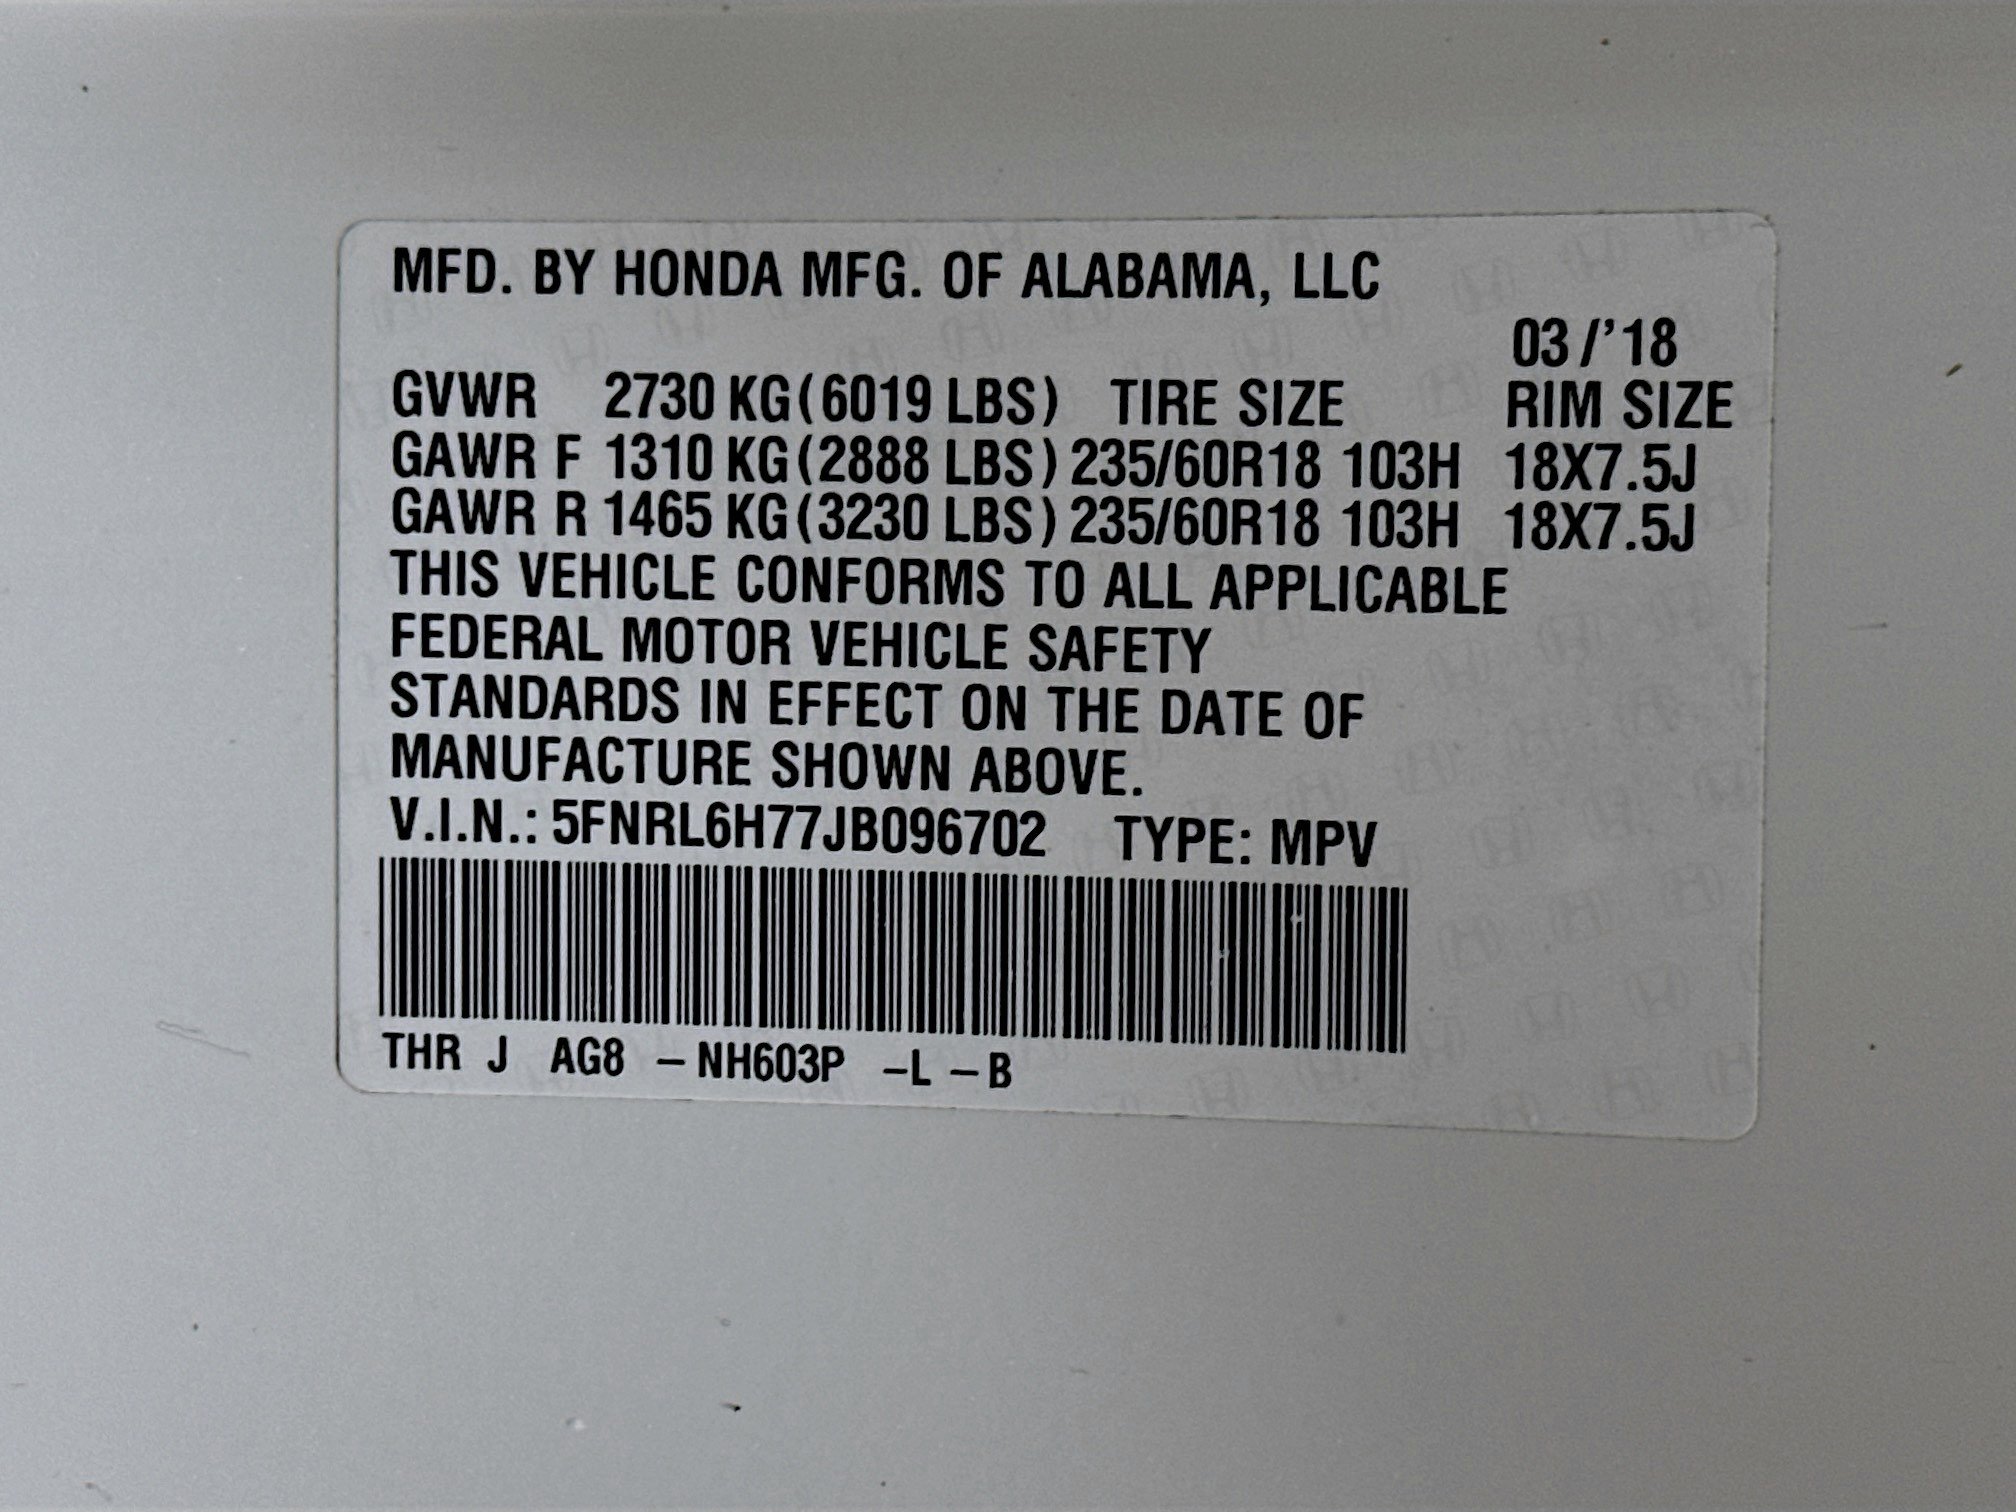 MFD. BY HONDA MFG. OF ALABAMA, LLC
03/'18
GVWR 2730 KG(6019 LBS) TIRE SIZE RIM SIZE
GAWR F 1310 KG(2888 LBS) 235/60R18 103H 18X7.5J
GAWR R 1465 KG(3230 LBS) 235/60R18 103H 18X7.5J
THIS VEHICLE CONFORMS TO ALL APPLICABLE
FEDERAL MOTOR VEHICLE SAFETY
STANDARDS IN EFFECT ON THE DATE OF
MANUFACTURE SHOWN ABOVE.
V.I.N.: 5FNRL6H77JB096702 TYPE: MPV
THR J AG8 –NH603P –L –B